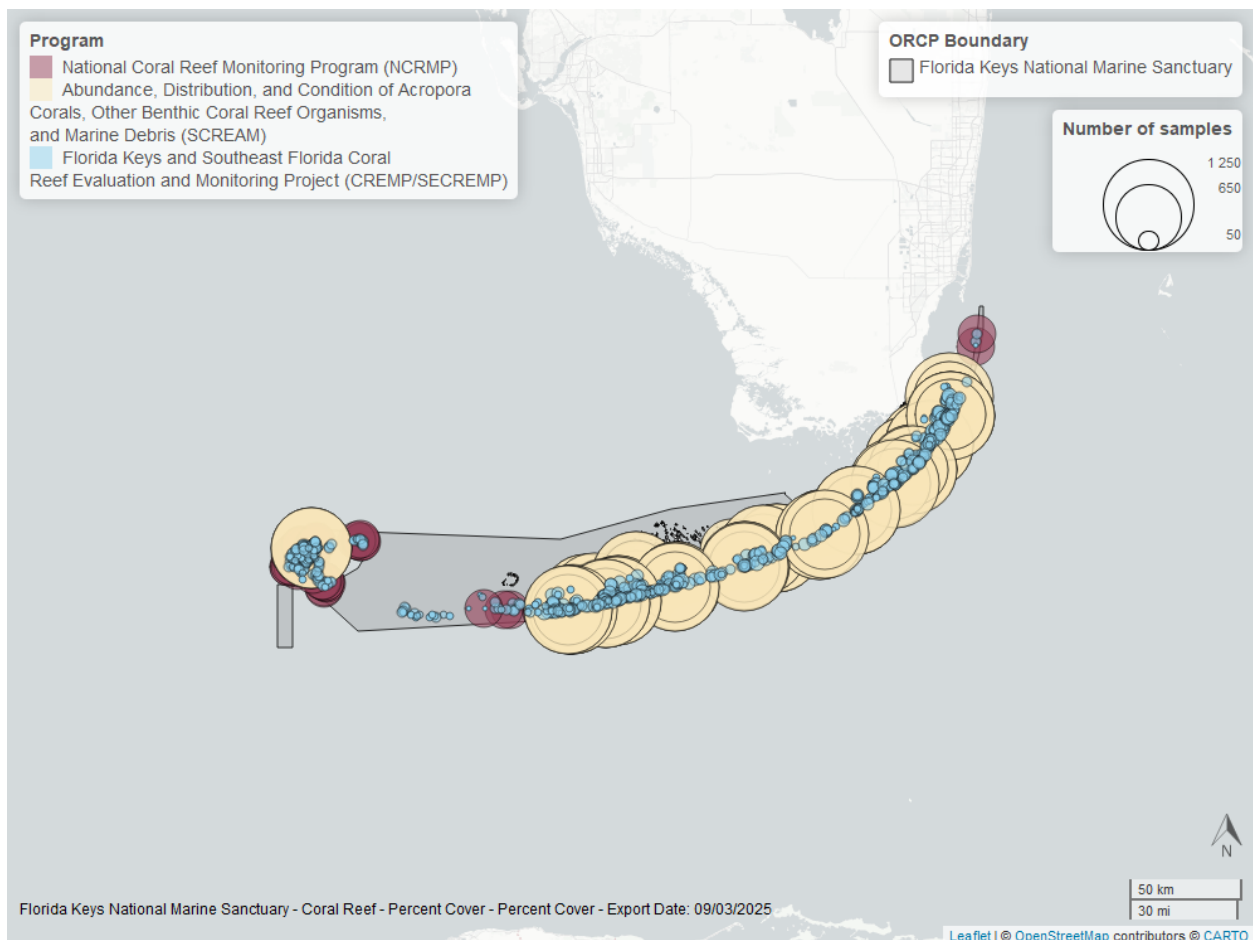 Program
National Coral Reef Monitoring Program (NCRMP)
Abundance, Distribution, and Condition of Acropora
Corals, Other Benthic Coral Reef Organisms,
and Marine Debris (SCREAM)
Florida Keys and Southeast Florida Coral
Reef Evaluation and Monitoring Project (CREMP/SECREMP)
ORCP Boundary
Florida Keys National Marine Sanctuary
Number of samples
1 250
650
50
N
50 km
30 mi
Florida Keys National Marine Sanctuary - Coral Reef - Percent Cover - Percent Cover - Export Date: 09/03/2025
Leaflet | © OpenStreetMap contributors © CARTO